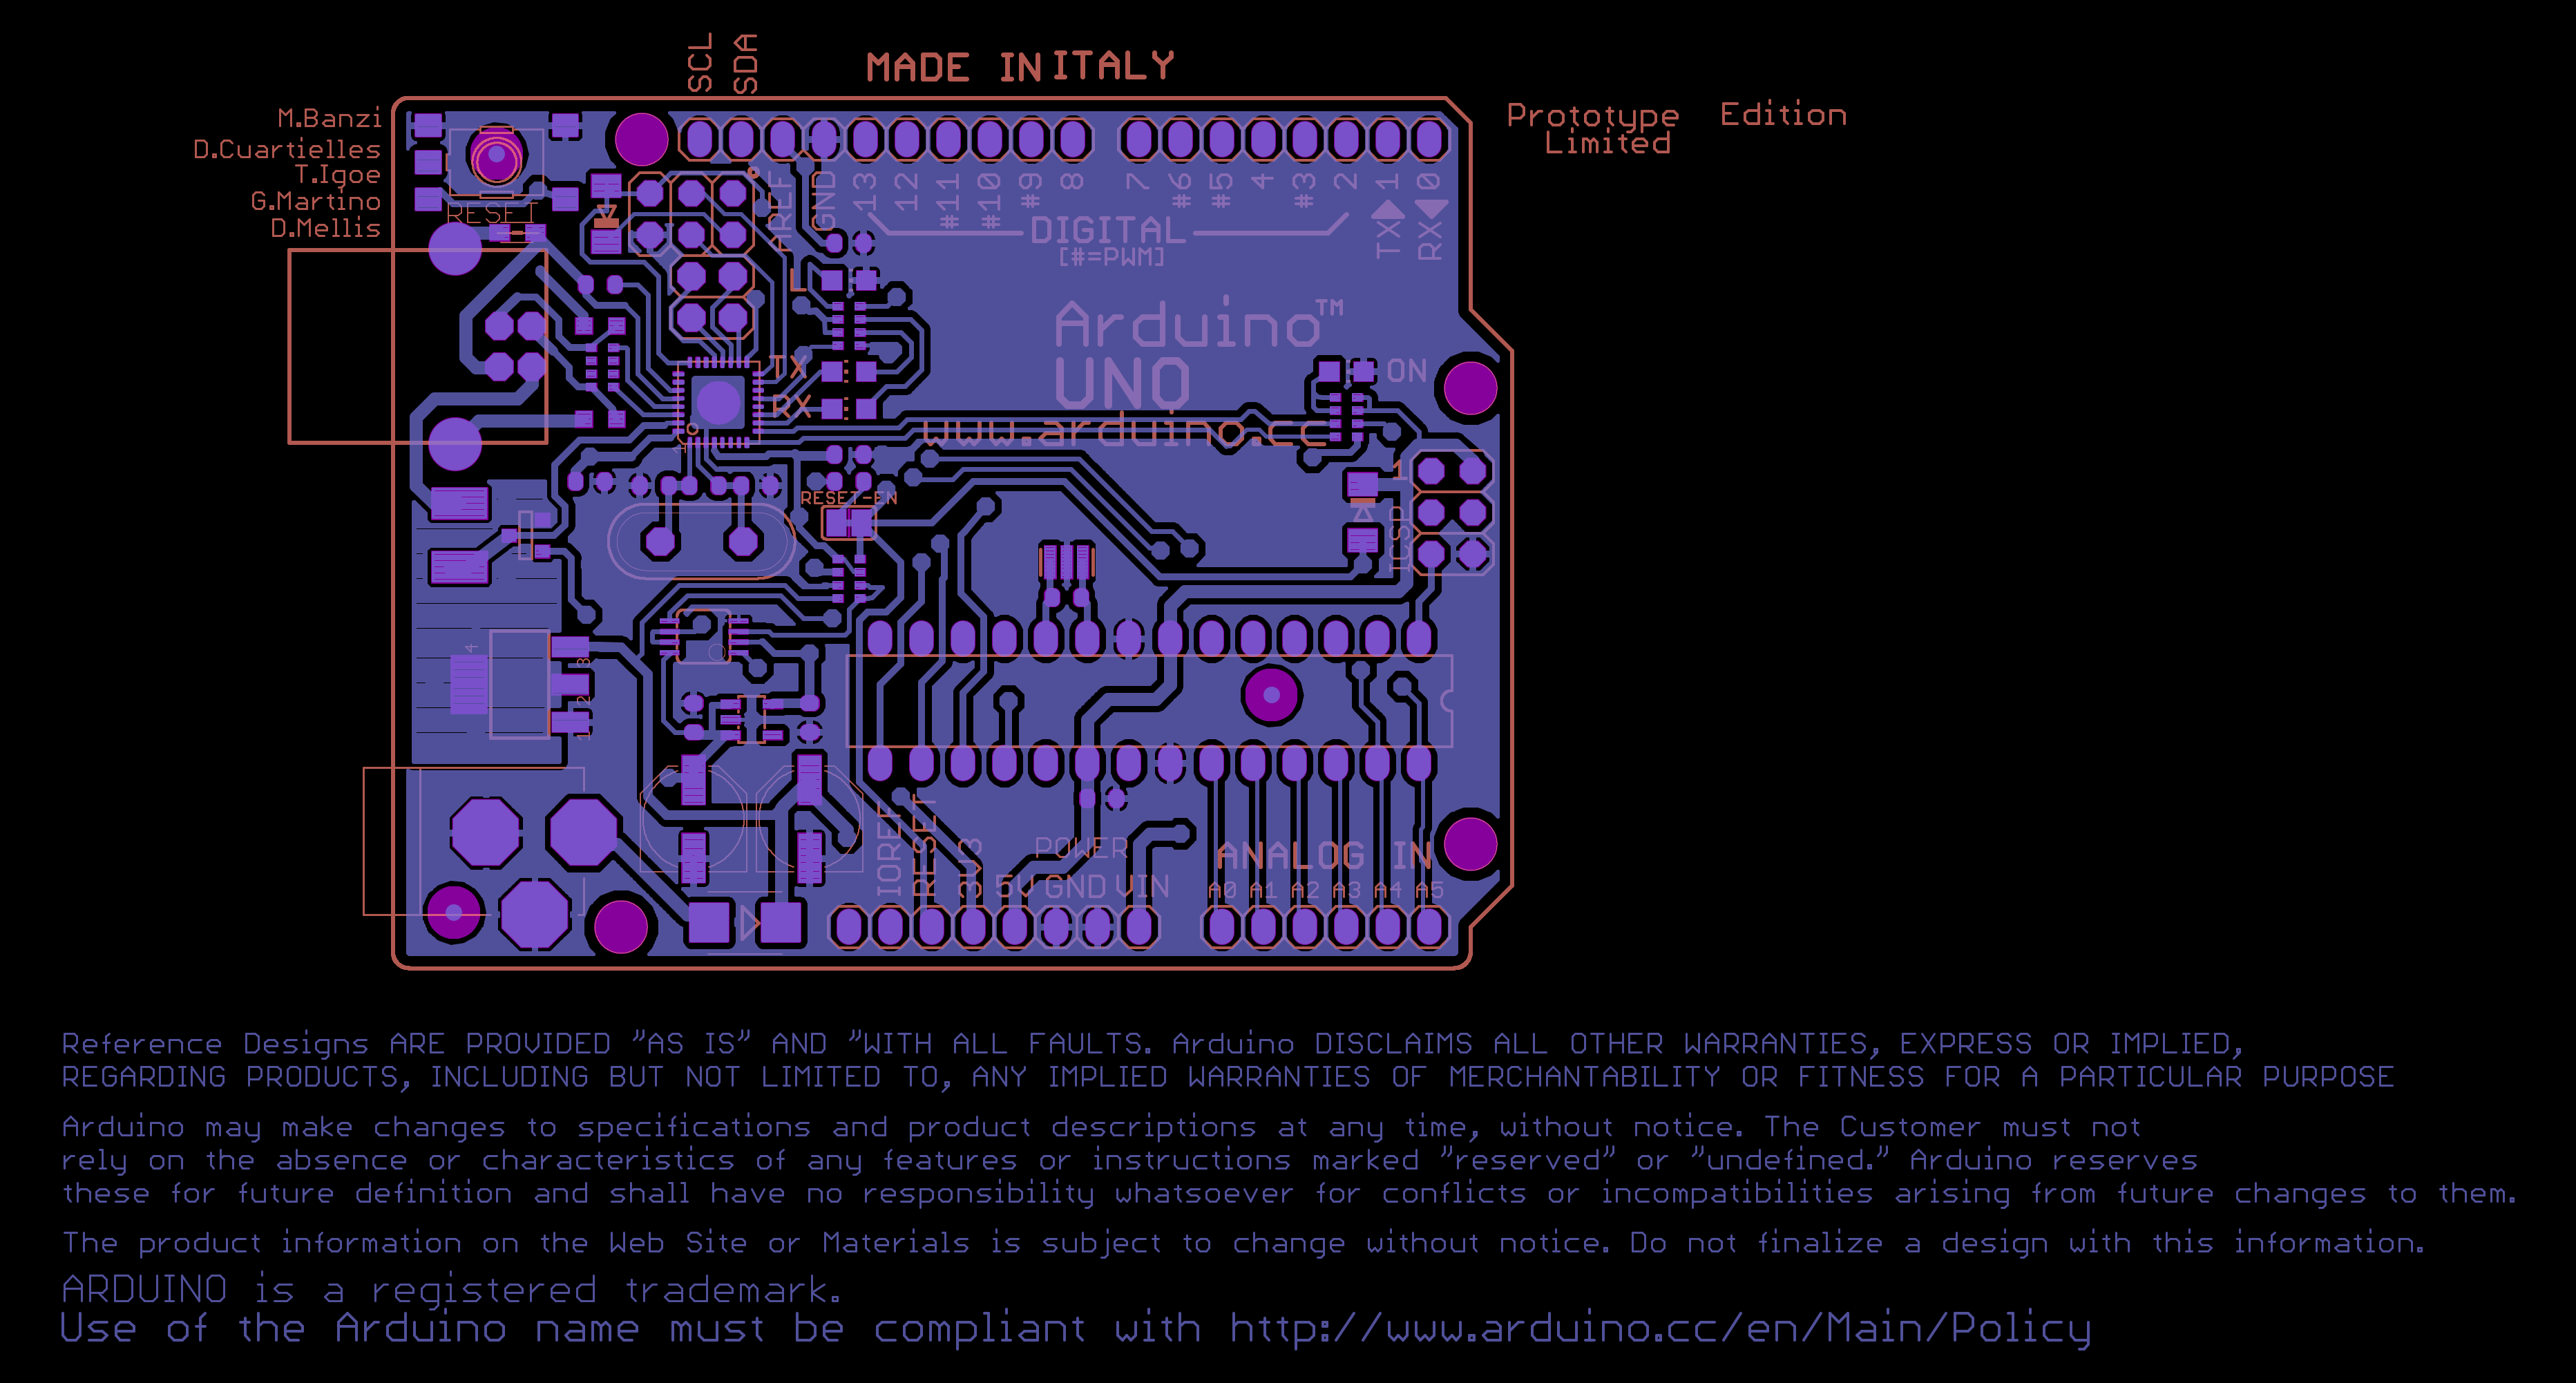 SCL
SDA
MADE IN ITALY
M.Banzi
D.Cuartielles
T.Igoe
G.Martino
D.Mellis
Prototype Edition
Limited
RESET
AREF
GND
13
12
#11
#10
#9
8
7
#6
#5
4
#3
2
TX 1
RX 0
DIGITAL
[#=PWM]
L
Arduino™
UNO
TX
RX
ON
www.arduino.cc
1
1
RESET-EN
ICSP
4
3
2
1
IOREF
RESET
3V3
POWER
5V GND VIN
ANALOG IN
A0 A1 A2 A3 A4 A5
Reference Designs ARE PROVIDED "AS IS" AND "WITH ALL FAULTS. Arduino DISCLAIMS ALL OTHER WARRANTIES, EXPRESS OR IMPLIED,
REGARDING PRODUCTS, INCLUDING BUT NOT LIMITED TO, ANY IMPLIED WARRANTIES OF MERCHANTABILITY OR FITNESS FOR A PARTICULAR PURPOSE
Arduino may make changes to specifications and product descriptions at any time, without notice. The Customer must not
rely on the absence or characteristics of any features or instructions marked "reserved" or "undefined." Arduino reserves
these for future definition and shall have no responsibility whatsoever for conflicts or incompatibilities arising from future changes to them.
The product information on the Web Site or Materials is subject to change without notice. Do not finalize a design with this information.
ARDUINO is a registered trademark.
Use of the Arduino name must be compliant with http://www.arduino.cc/en/Main/Policy